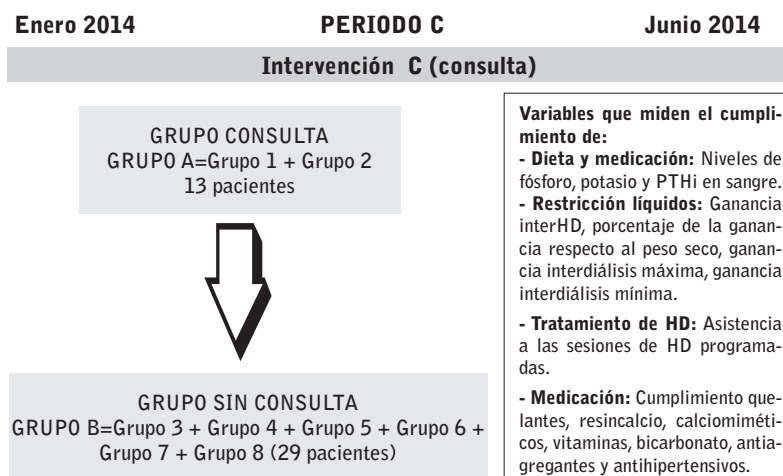 Enero 2014 PERIODO C Junio 2014
Intervención C (consulta)
GRUPO CONSULTA
GRUPO A=Grupo 1 + Grupo 2
13 pacientes
GRUPO SIN CONSULTA
GRUPO B=Grupo 3 + Grupo 4 + Grupo 5 + Grupo 6 +
Grupo 7 + Grupo 8 (29 pacientes)
Variables que miden el cumpli-
miento de:
- Dieta y medicación: Niveles de
fósforo, potasio y PTHi en sangre.
- Restricción líquidos: Ganancia
interHD, porcentaje de la ganan-
cia respecto al peso seco, ganan-
cia interdiálisis máxima, ganancia
interdiálisis mínima.
- Tratamiento de HD: Asistencia
a las sesiones de HD programa-
das.
- Medicación: Cumplimiento que-
lantes, resincalcio, calciomiméti-
cos, vitaminas, bicarbonato, antia-
gregantes y antihipertensivos.